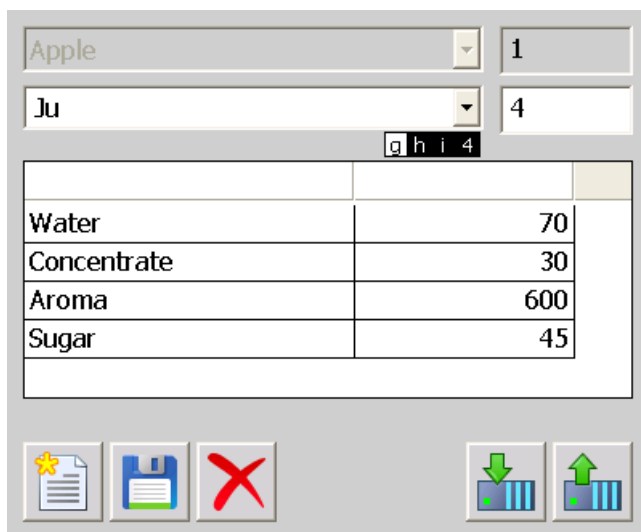 Apple 1
Ju 4
g h i 4
Water 70
Concentrate 30
Aroma 600
Sugar 45